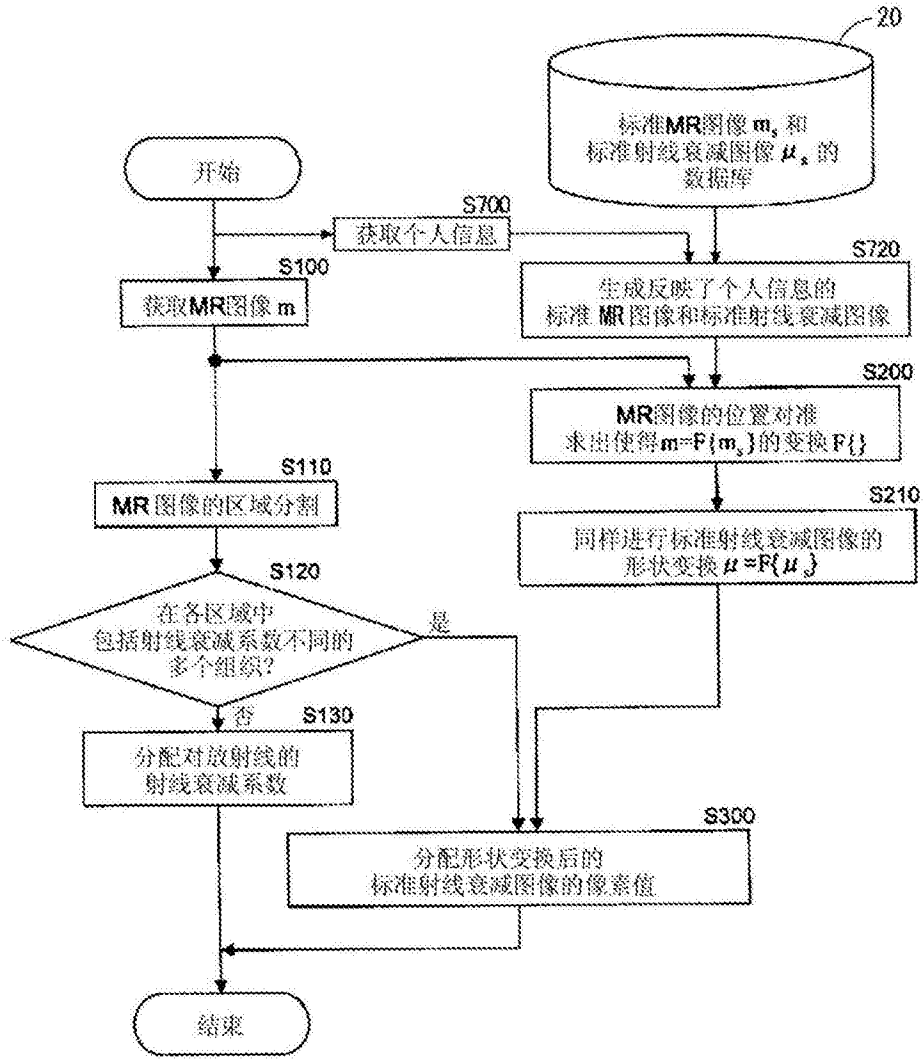 20
标准MR图像 ms 和
标准射线衰减图像 μs 的
数据库
开始
S700
获取个人信息
S100
获取MR图像 m
S720
生成反映了个人信息的
标准 MR 图像和标准射线衰减图像
S200
MR图像的位置对准
求出使得m=F{ms}的变换 F{}
S110
MR 图像的区域分割
S210
同样进行标准射线衰减图像的
形状变换 μ=F{μs}
S120
在各区域中
包括射线衰减系数不同的
多个组织?
是
否
S130
分配对放射线的
射线衰减系数
S300
分配形状变换后的
标准射线衰减图像的像素值
结束